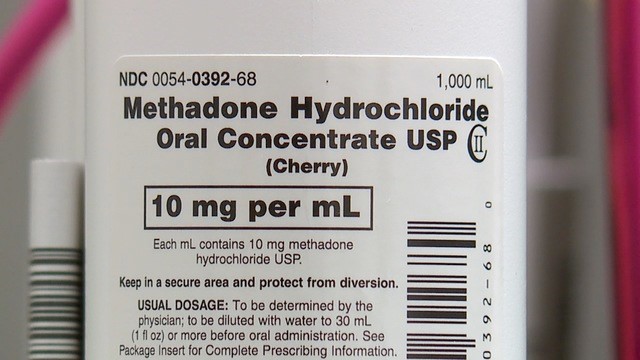 NDC 0054-0392-68 1,000 mL
Methadone Hydrochloride
Oral Concentrate USP CII
(Cherry)
10 mg per mL
Each mL contains 10 mg methadone
hydrochloride USP.
Keep in a secure area and protect from diversion.
USUAL DOSAGE: To be determined by the
physician; to be diluted with water to 30 mL
(1 fl oz) or more before oral administration. See
Package Insert for Complete Prescribing Information.
0392-68 0